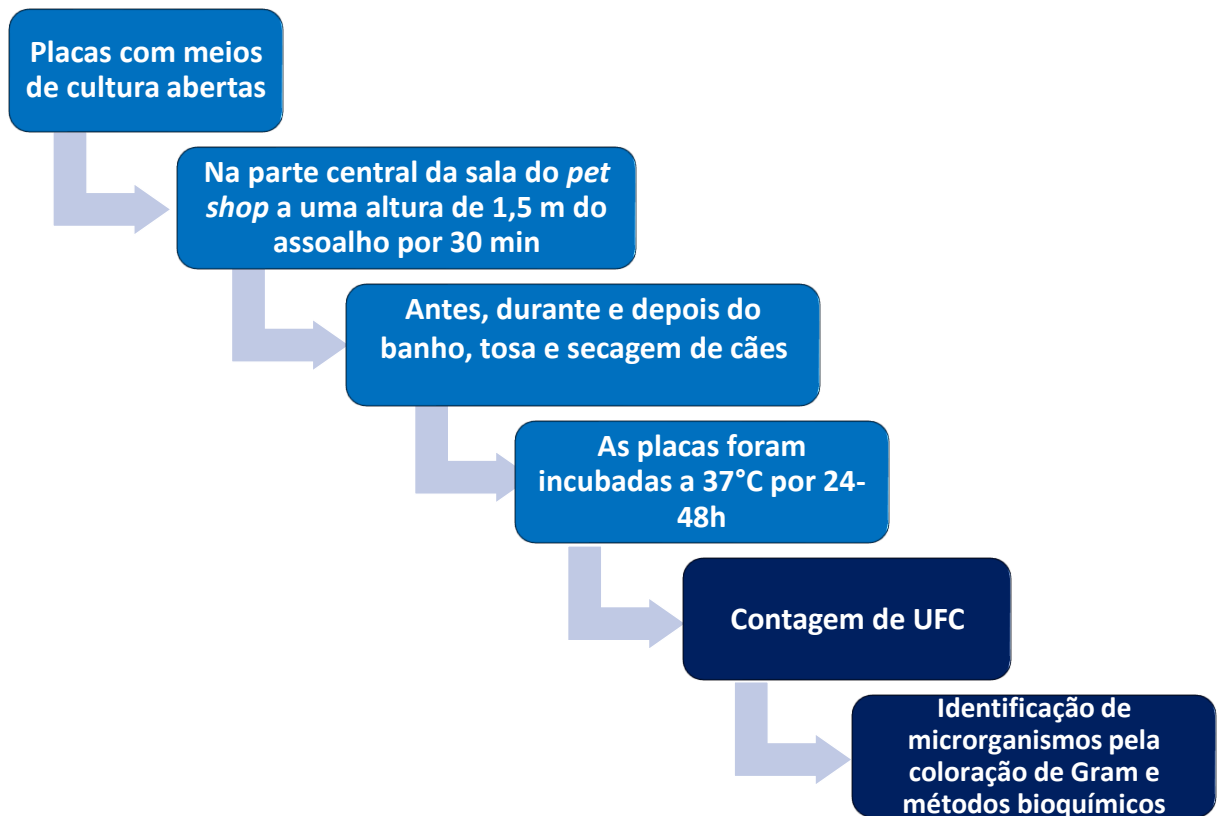 Placas com meios
de cultura abertas
Na parte central da sala do pet
shop a uma altura de 1,5 m do
assoalho por 30 min
Antes, durante e depois do
banho, tosa e secagem de cães
As placas foram
incubadas a 37°C por 24-
48h
Contagem de UFC
Identificação de
microrganismos pela
coloração de Gram e
métodos bioquímicos